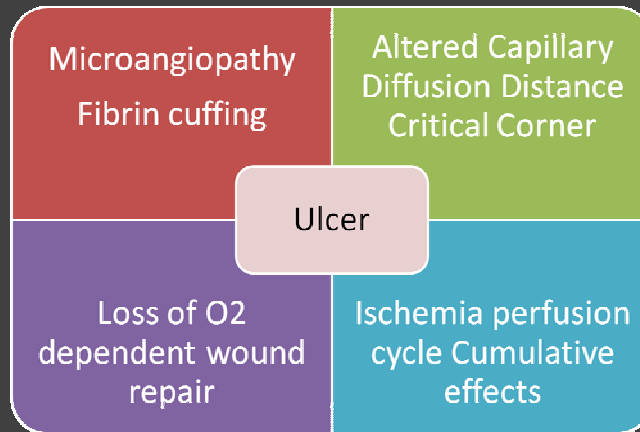 Microangiopathy
Fibrin cuffing
Altered Capillary
Diffusion Distance
Critical Corner
Ulcer
Loss of O2
dependent wound
repair
Ischemia perfusion
cycle Cumulative
effects